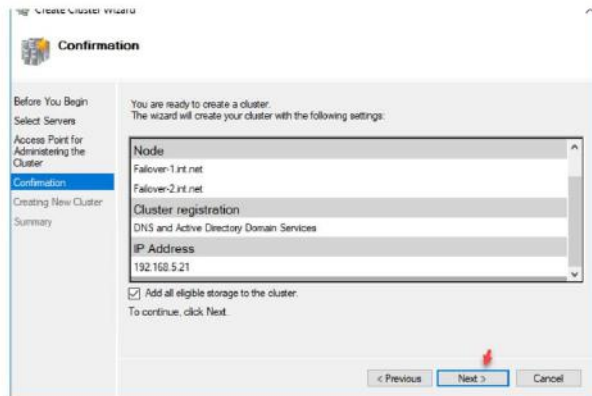 Create Cluster Wizard
Confirmation
Before You Begin
Select Servers
Access Point for
Administering the
Cluster
Confirmation
Creating New Cluster
Summary
You are ready to create a cluster.
The wizard will create your cluster with the following settings:
Node
Failover-1.int.net
Failover-2.int.net
Cluster registration
DNS and Active Directory Domain Services
IP Address
192.168.5.21
Add all eligible storage to the cluster.
To continue, click Next.
< Previous
Next >
Cancel